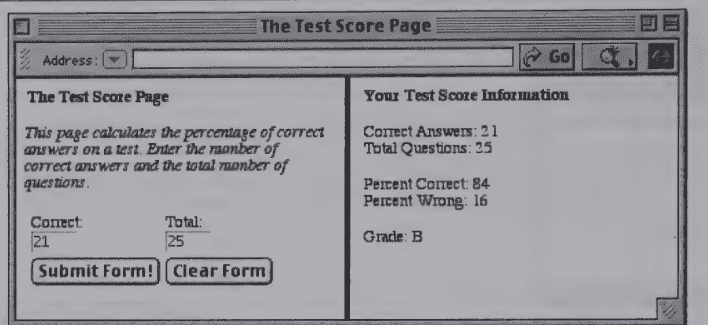 The Test Score Page
Address:
Go
The Test Score Page
This page calculates the percentage of correct
answers on a test. Enter the number of
correct answers and the total number of
questions.
Correct: Total:
21 25
Submit Form! Clear Form
Your Test Score Information
Correct Answers: 21
Total Questions: 25
Percent Correct: 84
Percent Wrong: 16
Grade: B